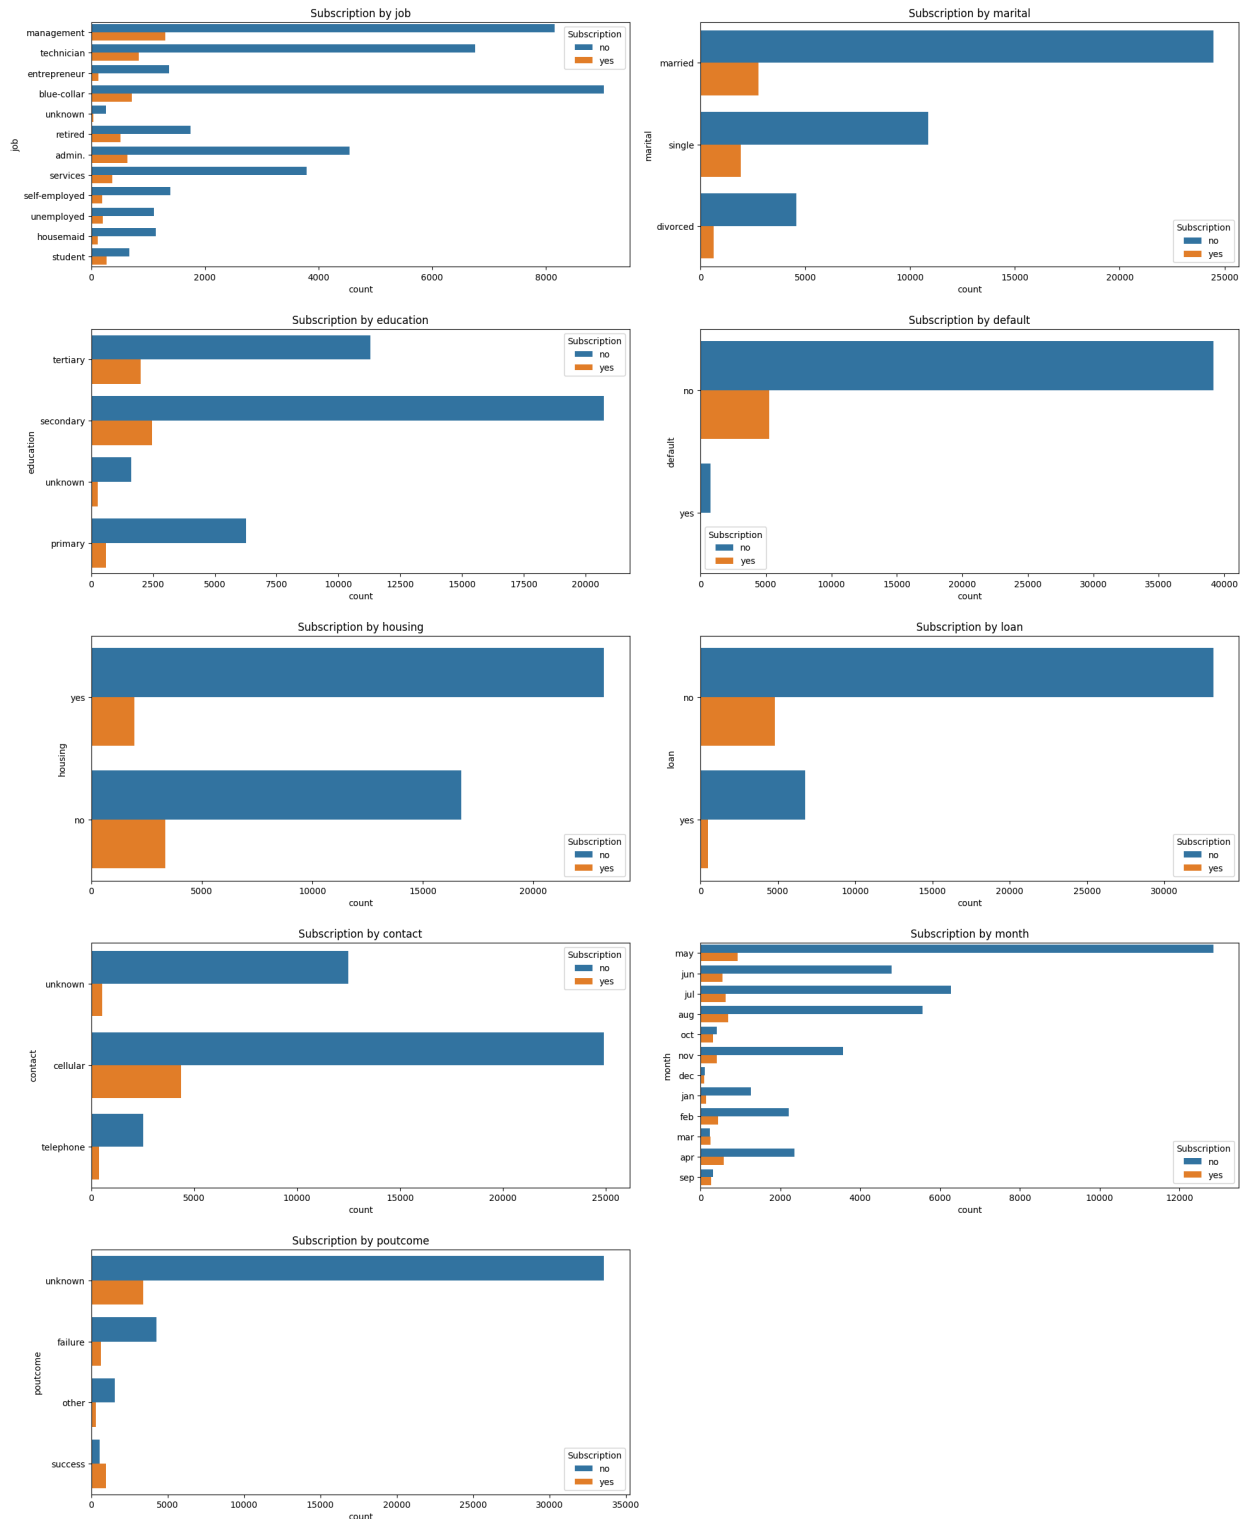 Subscription by job
management
technician
entrepreneur
blue-collar
unknown
retired
admin.
services
self-employed
unemployed
housemaid
student
job
0 2000 4000 6000 8000
count
Subscription
no
yes
Subscription by marital
married
single
divorced
marital
0 5000 10000 15000 20000 25000
count
Subscription
no
yes
Subscription by education
tertiary
secondary
unknown
primary
education
0 2500 5000 7500 10000 12500 15000 17500 20000
count
Subscription
no
yes
Subscription by default
no
yes
default
0 5000 10000 15000 20000 25000 30000 35000 40000
count
Subscription
no
yes
Subscription by housing
yes
no
housing
0 5000 10000 15000 20000
count
Subscription
no
yes
Subscription by loan
no
yes
loan
0 5000 10000 15000 20000 25000 30000
count
Subscription
no
yes
Subscription by contact
unknown
cellular
telephone
contact
0 5000 10000 15000 20000 25000
count
Subscription
no
yes
Subscription by month
may
jun
jul
aug
oct
nov
dec
jan
feb
mar
apr
sep
month
0 2000 4000 6000 8000 10000 12000
count
Subscription
no
yes
Subscription by poutcome
unknown
failure
other
success
poutcome
0 5000 10000 15000 20000 25000 30000 35000
count
Subscription
no
yes